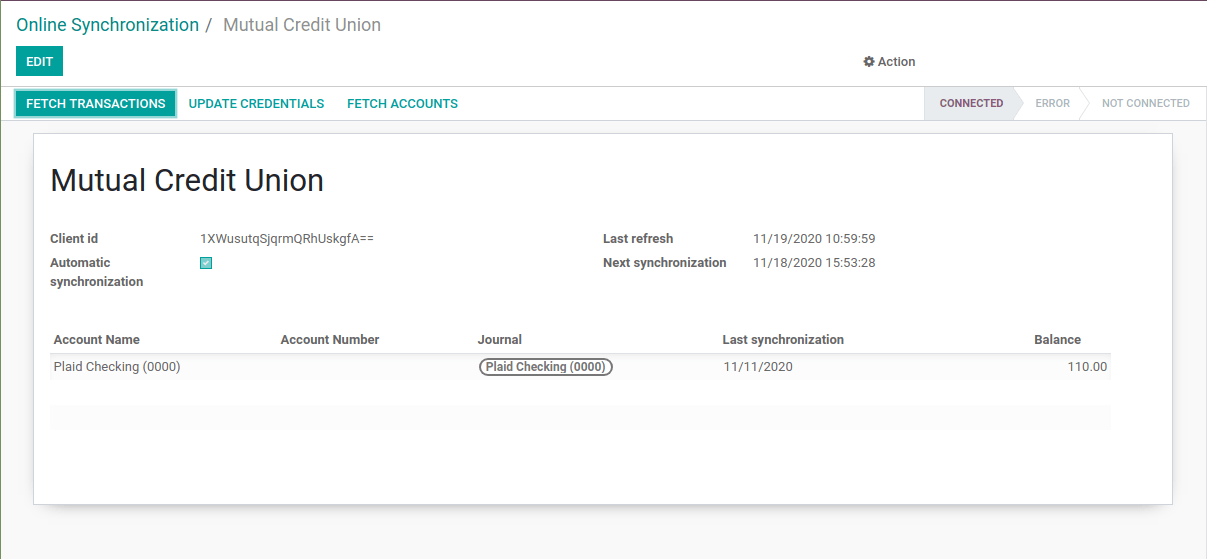 Online Synchronization / Mutual Credit Union
EDIT
Action
FETCH TRANSACTIONS UPDATE CREDENTIALS FETCH ACCOUNTS CONNECTED ERROR NOT CONNECTED
Mutual Credit Union
Client id 1XWusutqSjqrmQRhUskgfA== Last refresh 11/19/2020 10:59:59
Automatic synchronization Next synchronization 11/18/2020 15:53:28
Account Name Account Number Journal Last synchronization Balance
Plaid Checking (0000) Plaid Checking (0000) 11/11/2020 110.00